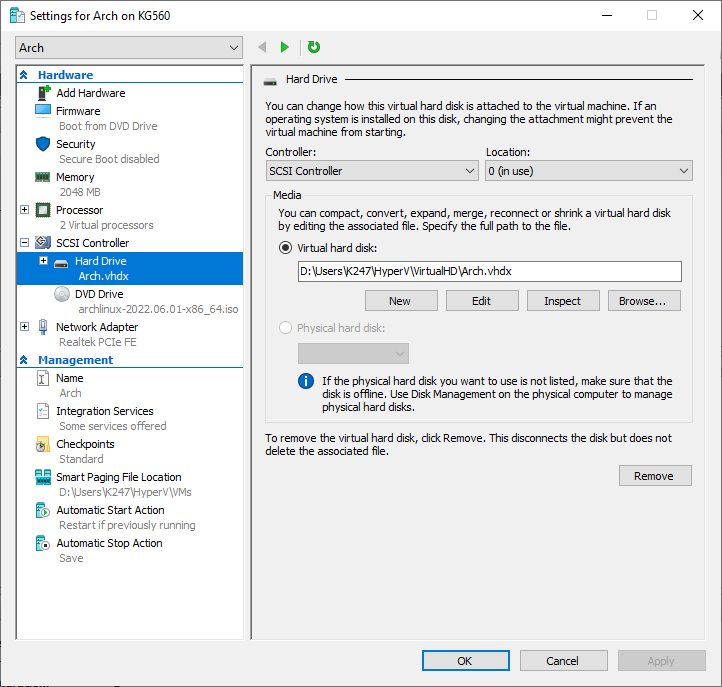 Settings for Arch on KG560
Arch
Hardware
Add Hardware
Firmware
Boot from DVD Drive
Security
Secure Boot disabled
Memory
2048 MB
Processor
2 Virtual processors
SCSI Controller
Hard Drive
Arch.vhdx
DVD Drive
archlinux-2022.06.01-x86_64.iso
Network Adapter
Realtek PCIe FE
Management
Name
Arch
Integration Services
Some services offered
Checkpoints
Standard
Smart Paging File Location
D:\Users\K247\HyperV\VMs
Automatic Start Action
Restart if previously running
Automatic Stop Action
Save
Hard Drive
You can change how this virtual hard disk is attached to the virtual machine. If an
operating system is installed on this disk, changing the attachment might prevent the
virtual machine from starting.
Controller:
Location:
SCSI Controller
0 (in use)
Media
You can compact, convert, expand, merge, reconnect or shrink a virtual hard disk
by editing the associated file. Specify the full path to the file.
Virtual hard disk:
D:\Users\K247\HyperV\VirtualHD\Arch.vhdx
New
Edit
Inspect
Browse...
Physical hard disk:
If the physical hard disk you want to use is not listed, make sure that the
disk is offline. Use Disk Management on the physical computer to manage
physical hard disks.
To remove the virtual hard disk, click Remove. This disconnects the disk but does not
delete the associated file.
Remove
OK
Cancel
Apply